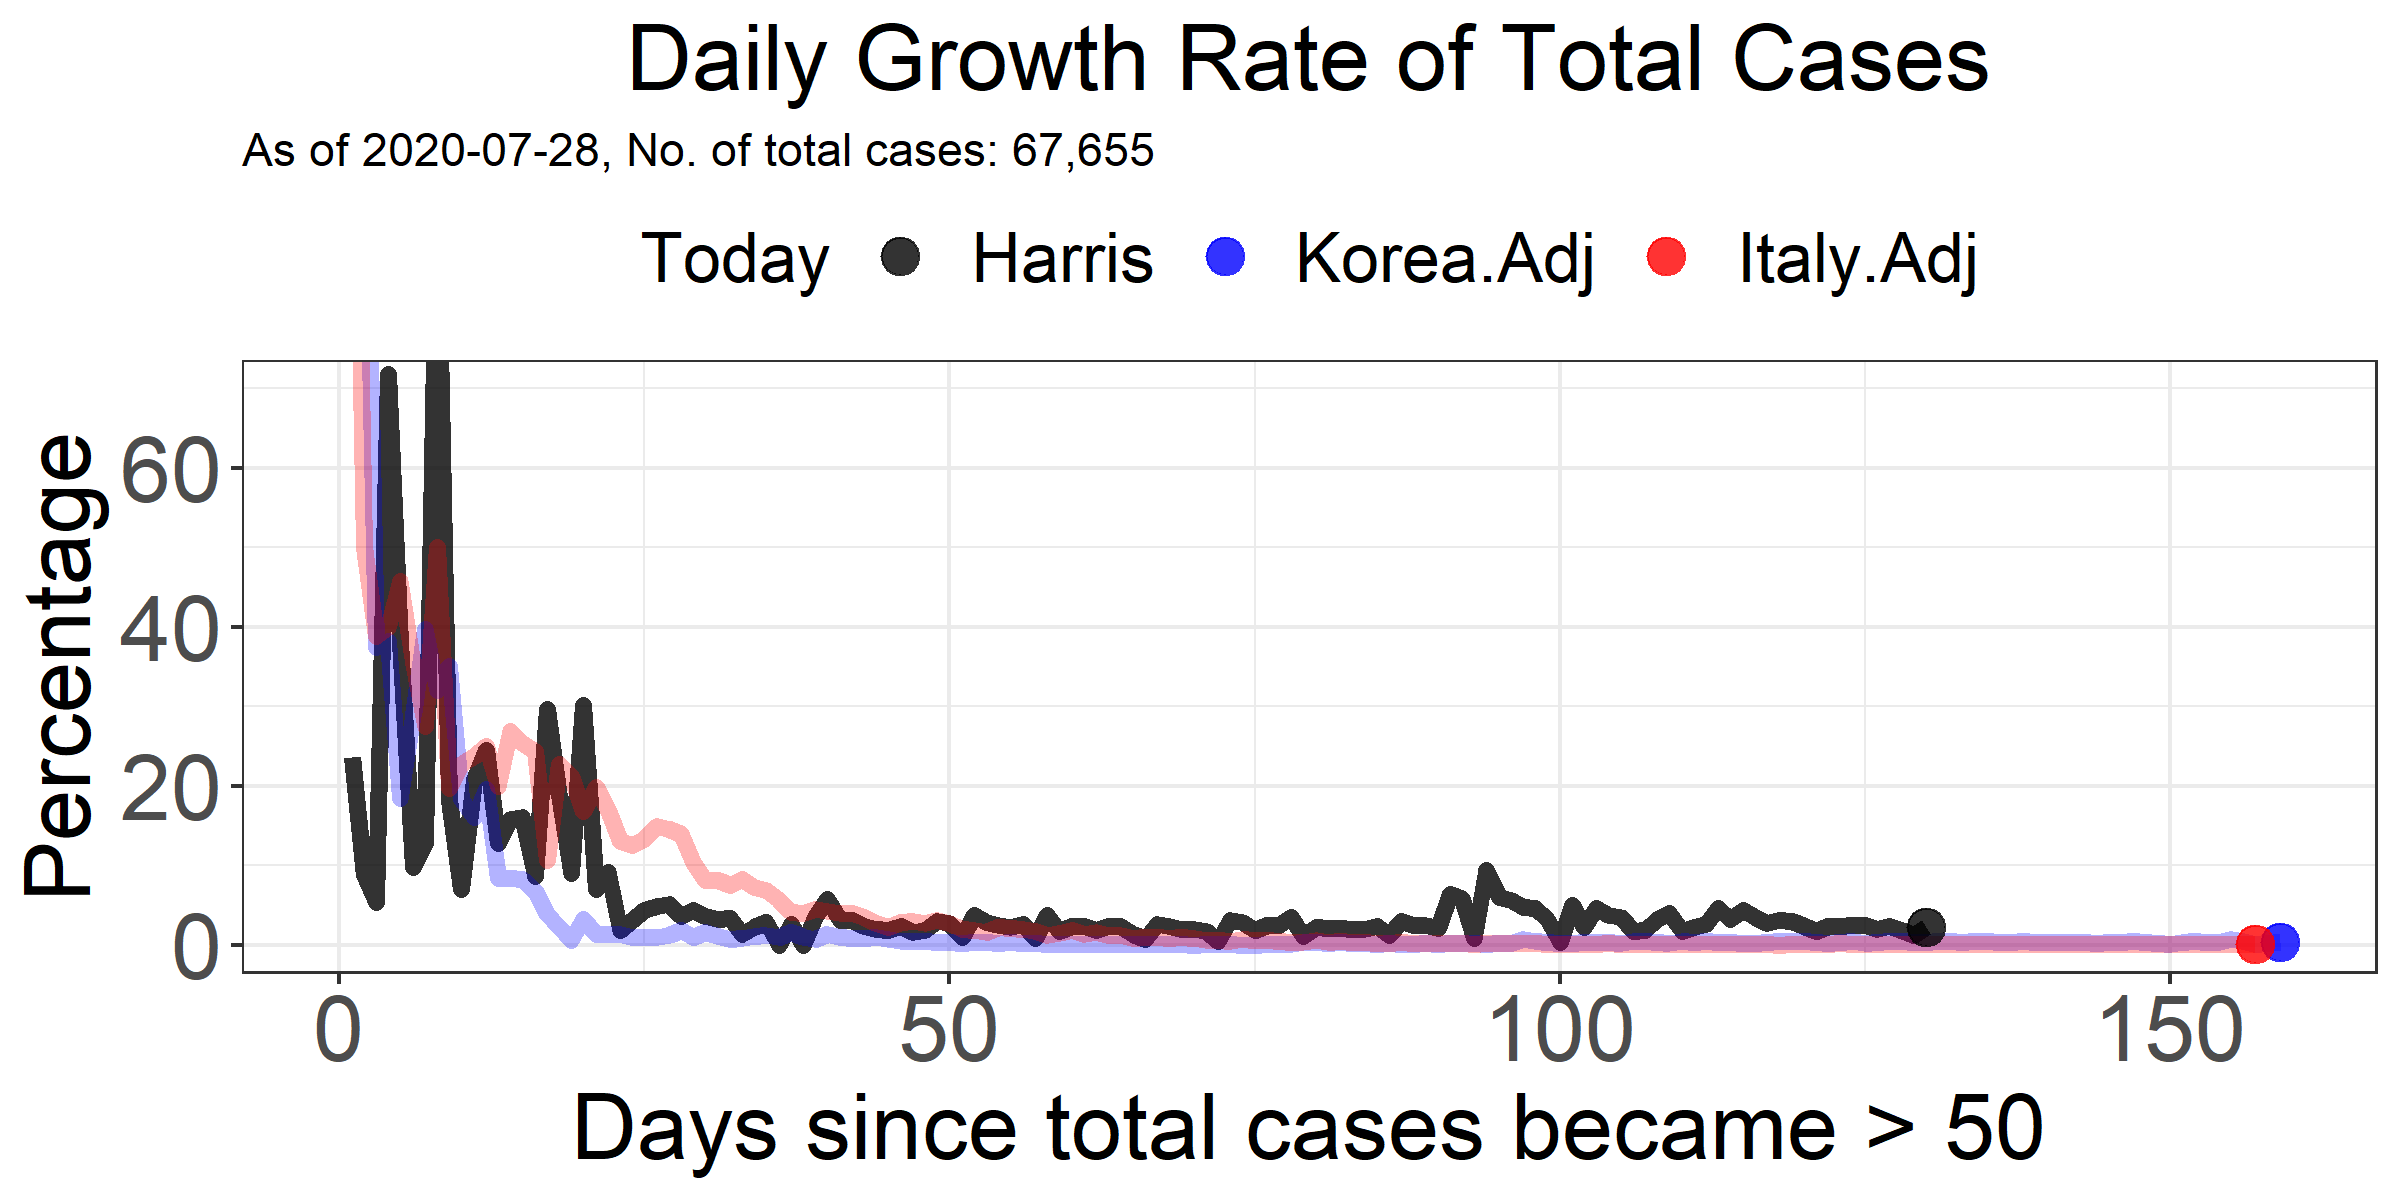 Daily Growth Rate of Total Cases
As of 2020-07-28, No. of total cases: 67,655
Today Harris Korea.Adj Italy.Adj
Percentage
60
40
20
0
0 50 100 150
Days since total cases became > 50